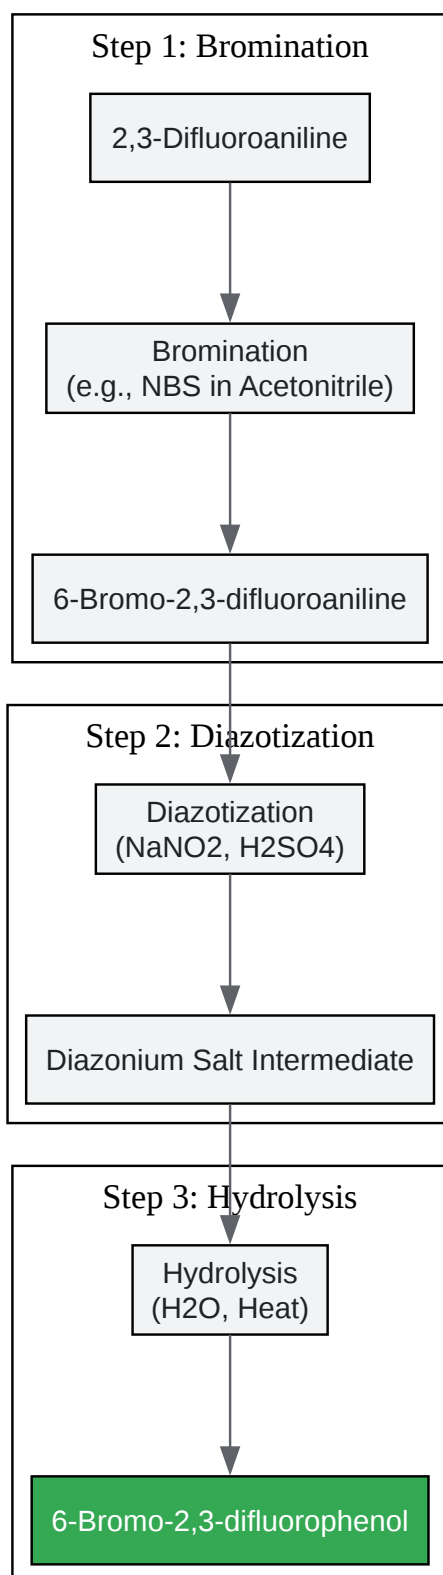 Step 1: Bromination
2,3-Difluoroaniline
Bromination
(e.g., NBS in Acetonitrile)
6-Bromo-2,3-difluoroaniline
Step 2: Diazotization
Diazotization
(NaNO2, H2SO4)
Diazonium Salt Intermediate
Step 3: Hydrolysis
Hydrolysis
(H2O, Heat)
6-Bromo-2,3-difluorophenol